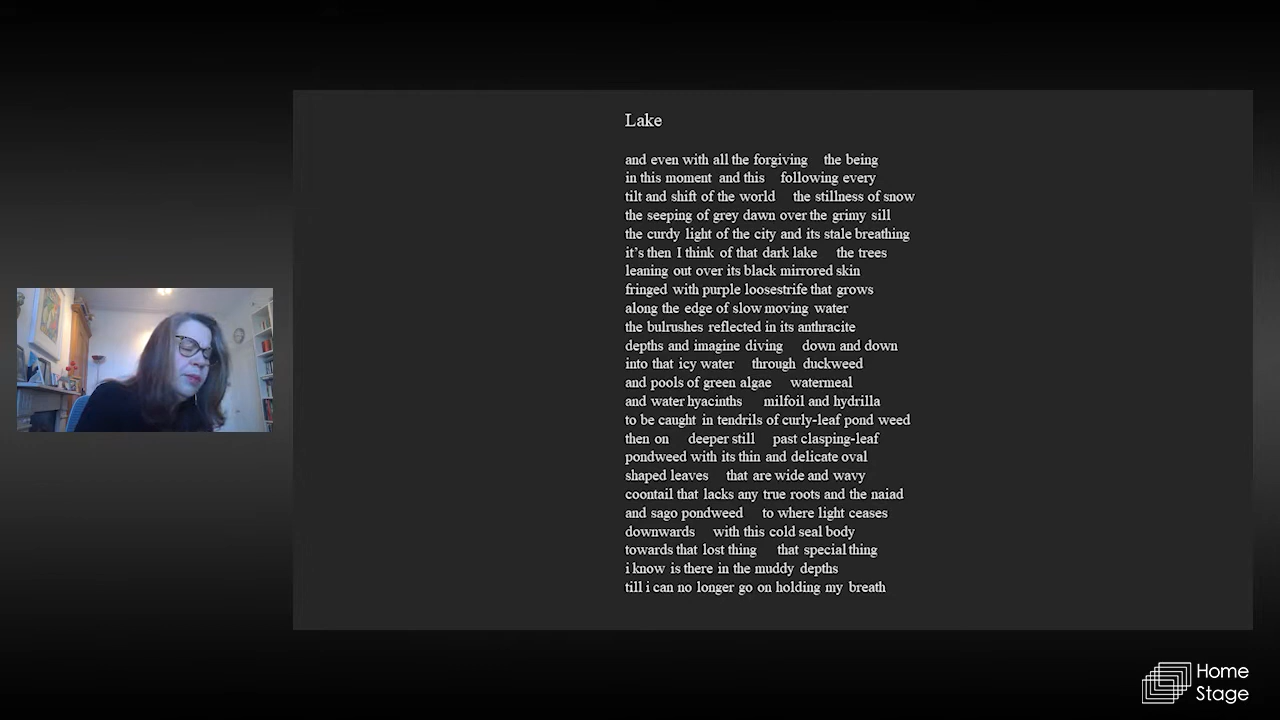 Lake
and even with all the forgiving    the being
in this moment  and this    following every
tilt and shift of the world    the stillness of snow
the seeping of grey dawn over the grimy sill
the curdy light of the city and its stale breathing
it's then I think of that dark lake    the trees
leaning out over its black mirrored skin
fringed with purple loosestrife that grows
along the edge of slow moving water
the bulrushes reflected in its anthracite
depths and imagine diving    down and down
into that icy water    through duckweed
and pools of green algae    watermeal
and water hyacinths    milfoil and hydrilla
to be caught in tendrils of curly-leaf pond weed
then on    deeper still    past clasping-leaf
pondweed with its thin and delicate oval
shaped leaves    that are wide and wavy
coontail that lacks any true roots and the naiad
and sago pondweed    to where light ceases
downwards    with this cold seal body
towards that lost thing    that special thing
i know is there in the muddy depths
till i can no longer go on holding my breath
Home
Stage